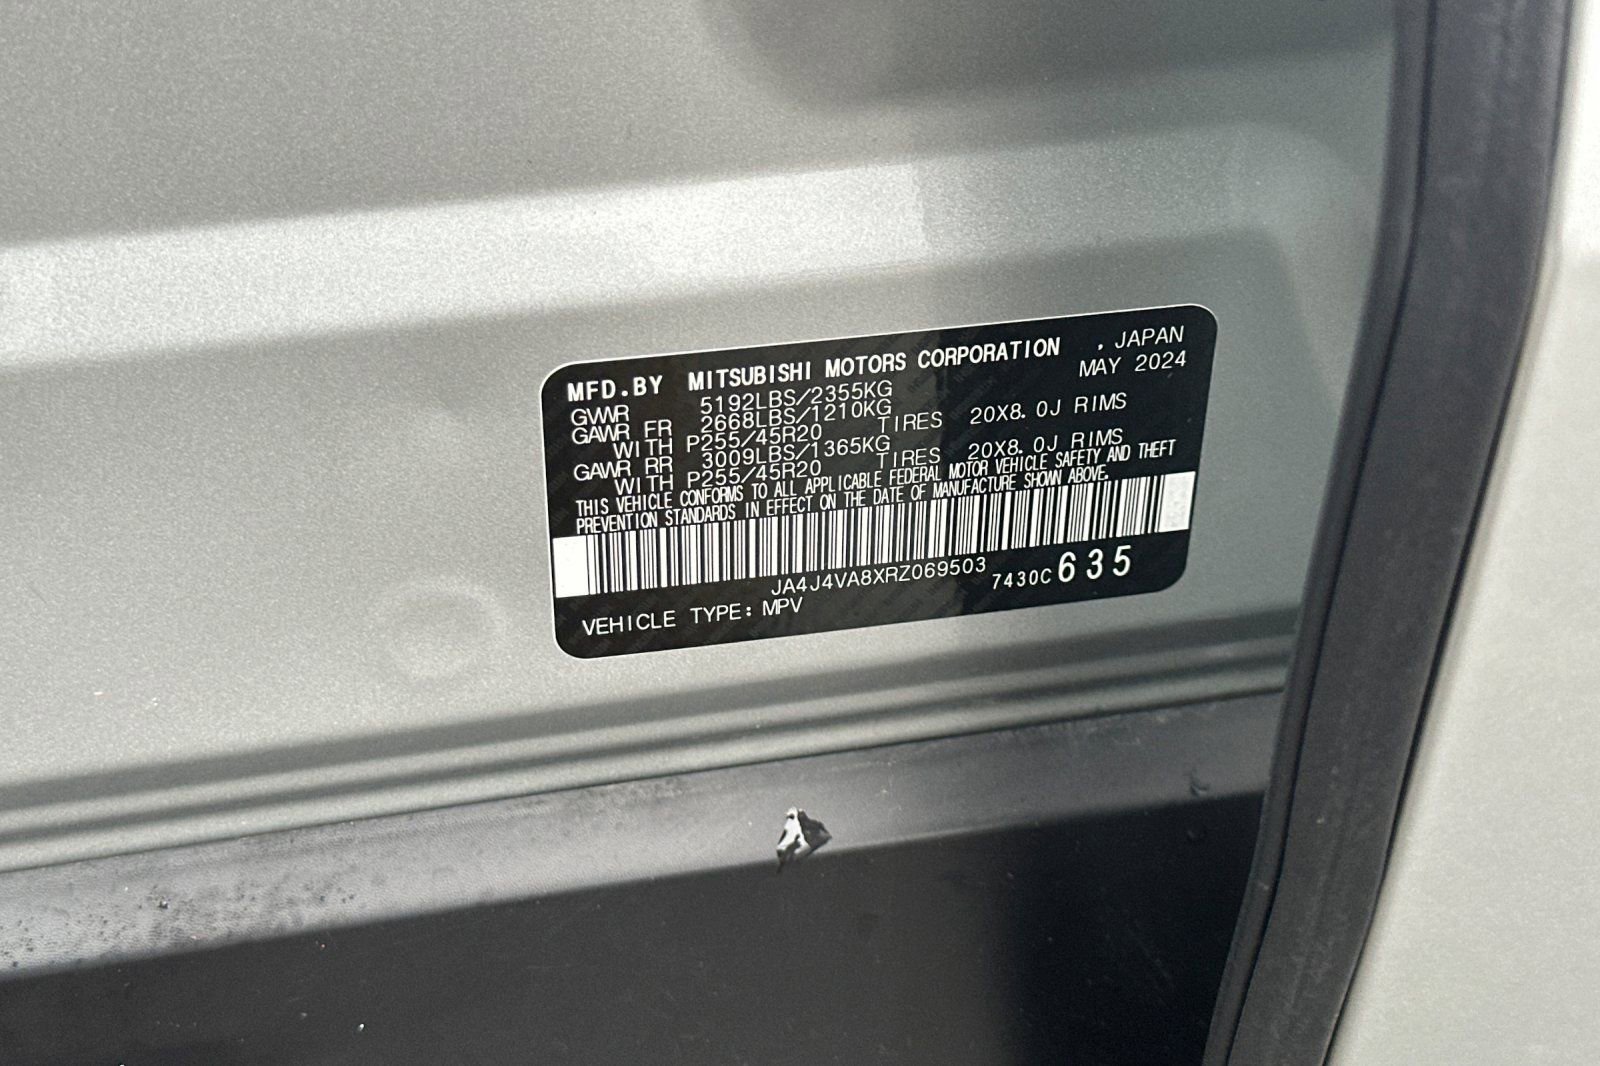 MFD.BY MITSUBISHI MOTORS CORPORATION , JAPAN
MAY 2024
GVWR 5192LBS/2355KG
GAWR FR 2668LBS/1210KG
WITH P255/45R20 TIRES 20X8.0J RIMS
GAWR RR 3009LBS/1365KG
WITH P255/45R20 TIRES 20X8.0J RIMS
THIS VEHICLE CONFORMS TO ALL APPLICABLE FEDERAL MOTOR VEHICLE SAFETY AND THEFT
PREVENTION STANDARDS IN EFFECT ON THE DATE OF MANUFACTURE SHOWN ABOVE.
JA4J4VA8XRZ069503 7430C 635
VEHICLE TYPE: MPV